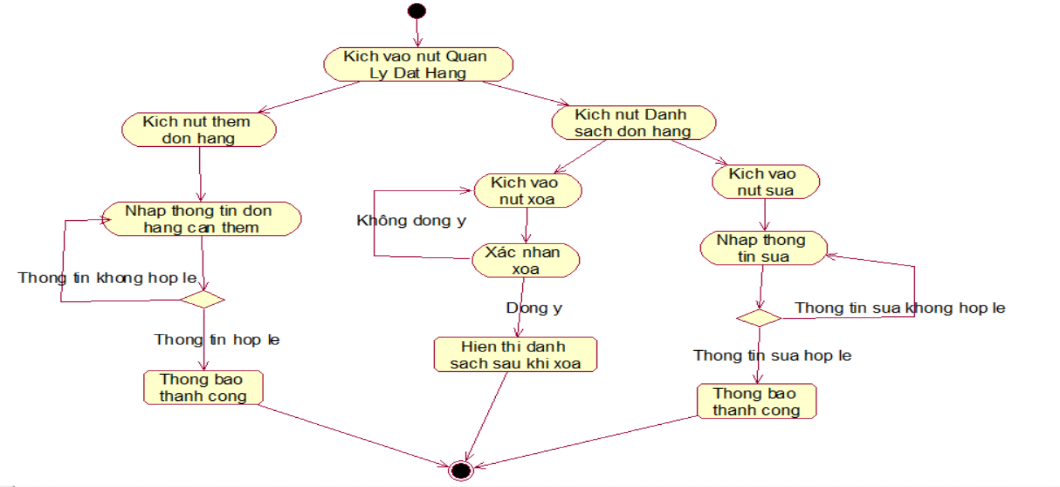 Kich vao nut Quan
Ly Dat Hang
Kich nut them
don hang
Kich nut Danh
sach don hang
Kich vao
nut xoa
Kich vao
nut sua
Nhap thong tin don
hang can them
Không dong y
Xác nhan
xoa
Nhap thong
tin sua
Thong tin khong hop le
Dong y
Thong tin sua khong hop le
Thong tin hop le
Hien thi danh
sach sau khi xoa
Thong tin sua hop le
Thong bao
thanh cong
Thong bao
thanh cong